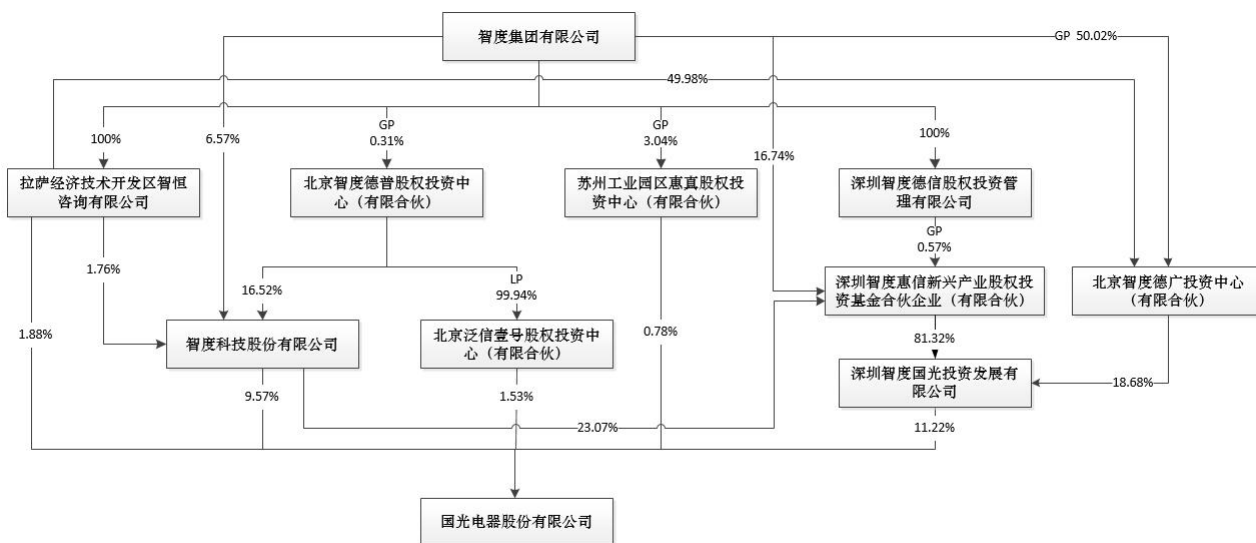 智度集团有限公司
GP 50.02%
49.98%
100%
6.57%
GP
0.31%
GP
3.04%
16.74%
100%
拉萨经济技术开发区智恒
咨询有限公司
北京智度德普股权投资中
心（有限合伙）
苏州工业园区惠真股权投
资中心（有限合伙）
深圳智度德信股权投资管
理有限公司
GP
0.57%
1.76%
16.52%
LP
99.94%
深圳智度惠信新兴产业股权投
资基金合伙企业（有限合伙）
北京智度德广投资中心
（有限合伙）
1.88%
智度科技股份有限公司
北京泛信壹号股权投资中
心（有限合伙）
0.78%
81.32%
深圳智度国光投资发展有
限公司
18.68%
9.57%
1.53%
23.07%
11.22%
国光电器股份有限公司